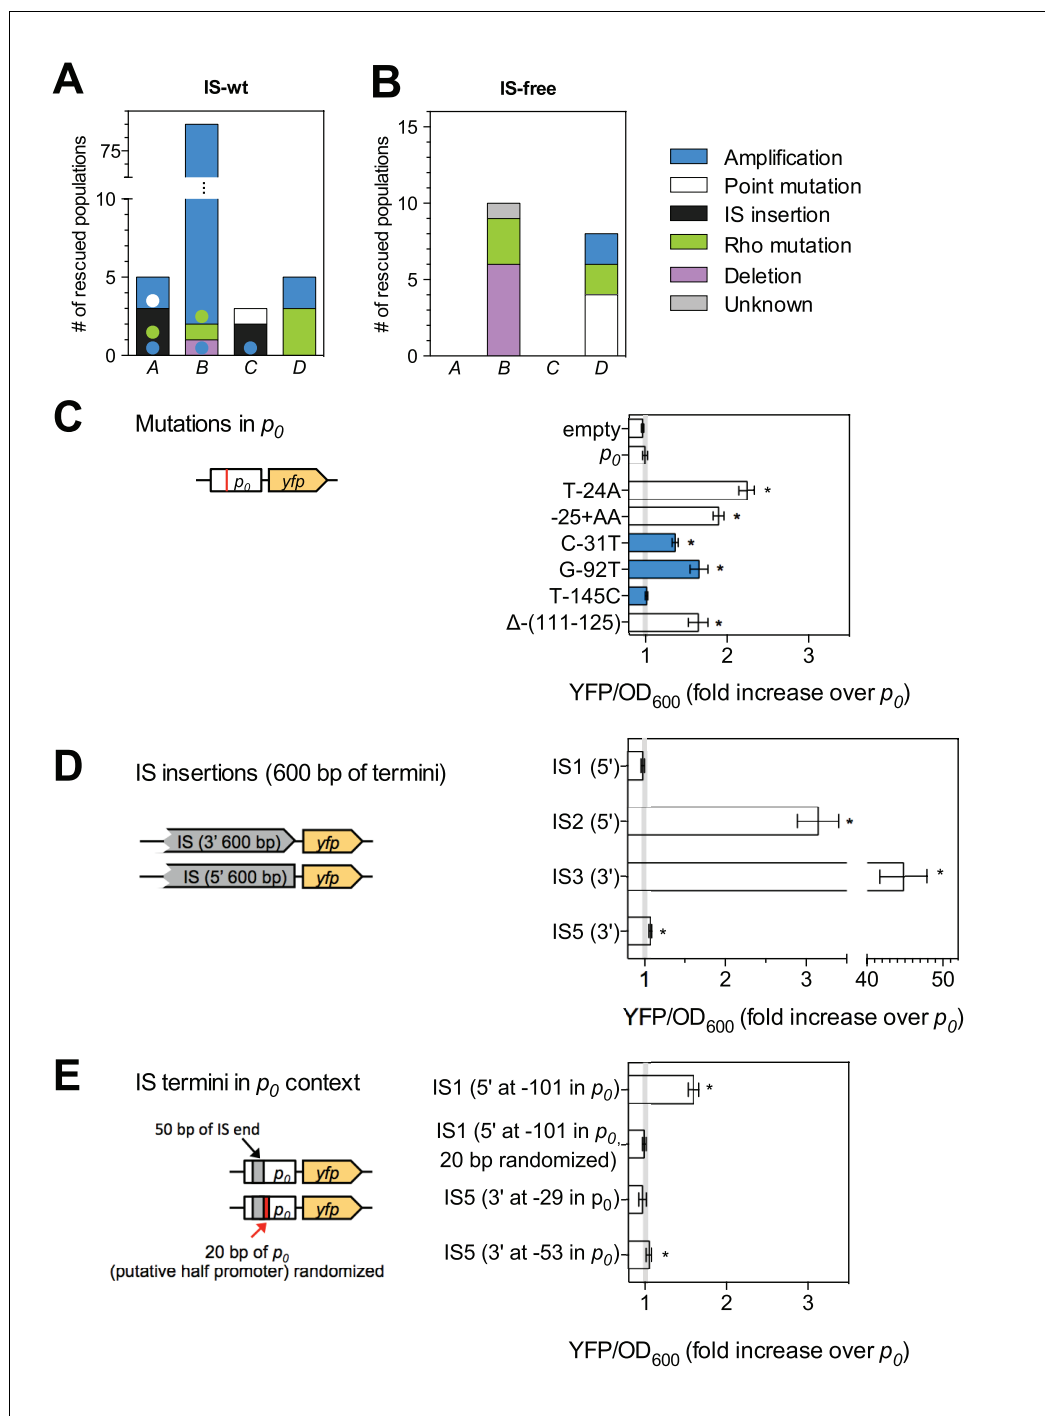 A
IS-wt
# of rescued populations
75
10
5
0
A B C D
B
IS-free
# of rescued populations
15
10
5
0
A B C D
Amplification
Point mutation
IS insertion
Rho mutation
Deletion
Unknown
C
Mutations in p0
p0 yfp
empty
p0
T-24A
-25+AA
C-31T
G-92T
T-145C
Δ-(111-125)
* * * * *
1 2 3
YFP/OD600 (fold increase over p0)
D
IS insertions (600 bp of termini)
IS (3' 600 bp) yfp
IS (5' 600 bp) yfp
IS1 (5')
IS2 (5')
*
IS3 (3')
*
IS5 (3')
*
1 2 3 40 50
YFP/OD600 (fold increase over p0)
E
IS termini in p0 context
50 bp of IS end
p0 yfp
p0 yfp
20 bp of p0
(putative half promoter) randomized
IS1 (5' at -101 in p0)
*
IS1 (5' at -101 in p0,
20 bp randomized)
IS5 (3' at -29 in p0)
IS5 (3' at -53 in p0)
*
1 2 3
YFP/OD600 (fold increase over p0)